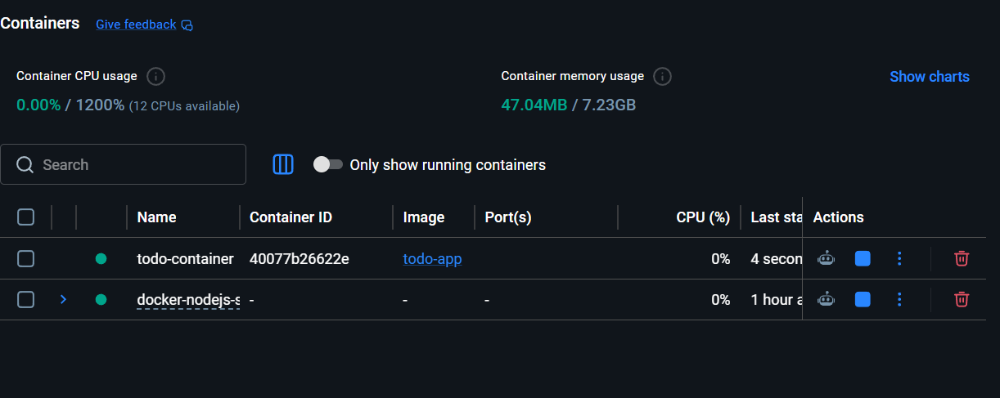 Containers Give feedback
Container CPU usage
0.00% / 1200% (12 CPUs available)
Container memory usage
47.04MB / 7.23GB
Show charts
Search
Only show running containers
Name Container ID Image Port(s) CPU (%) Last sta Actions
todo-container 40077b26622e todo-app 0% 4 secon
docker-nodejs-s - - - 0% 1 hour a